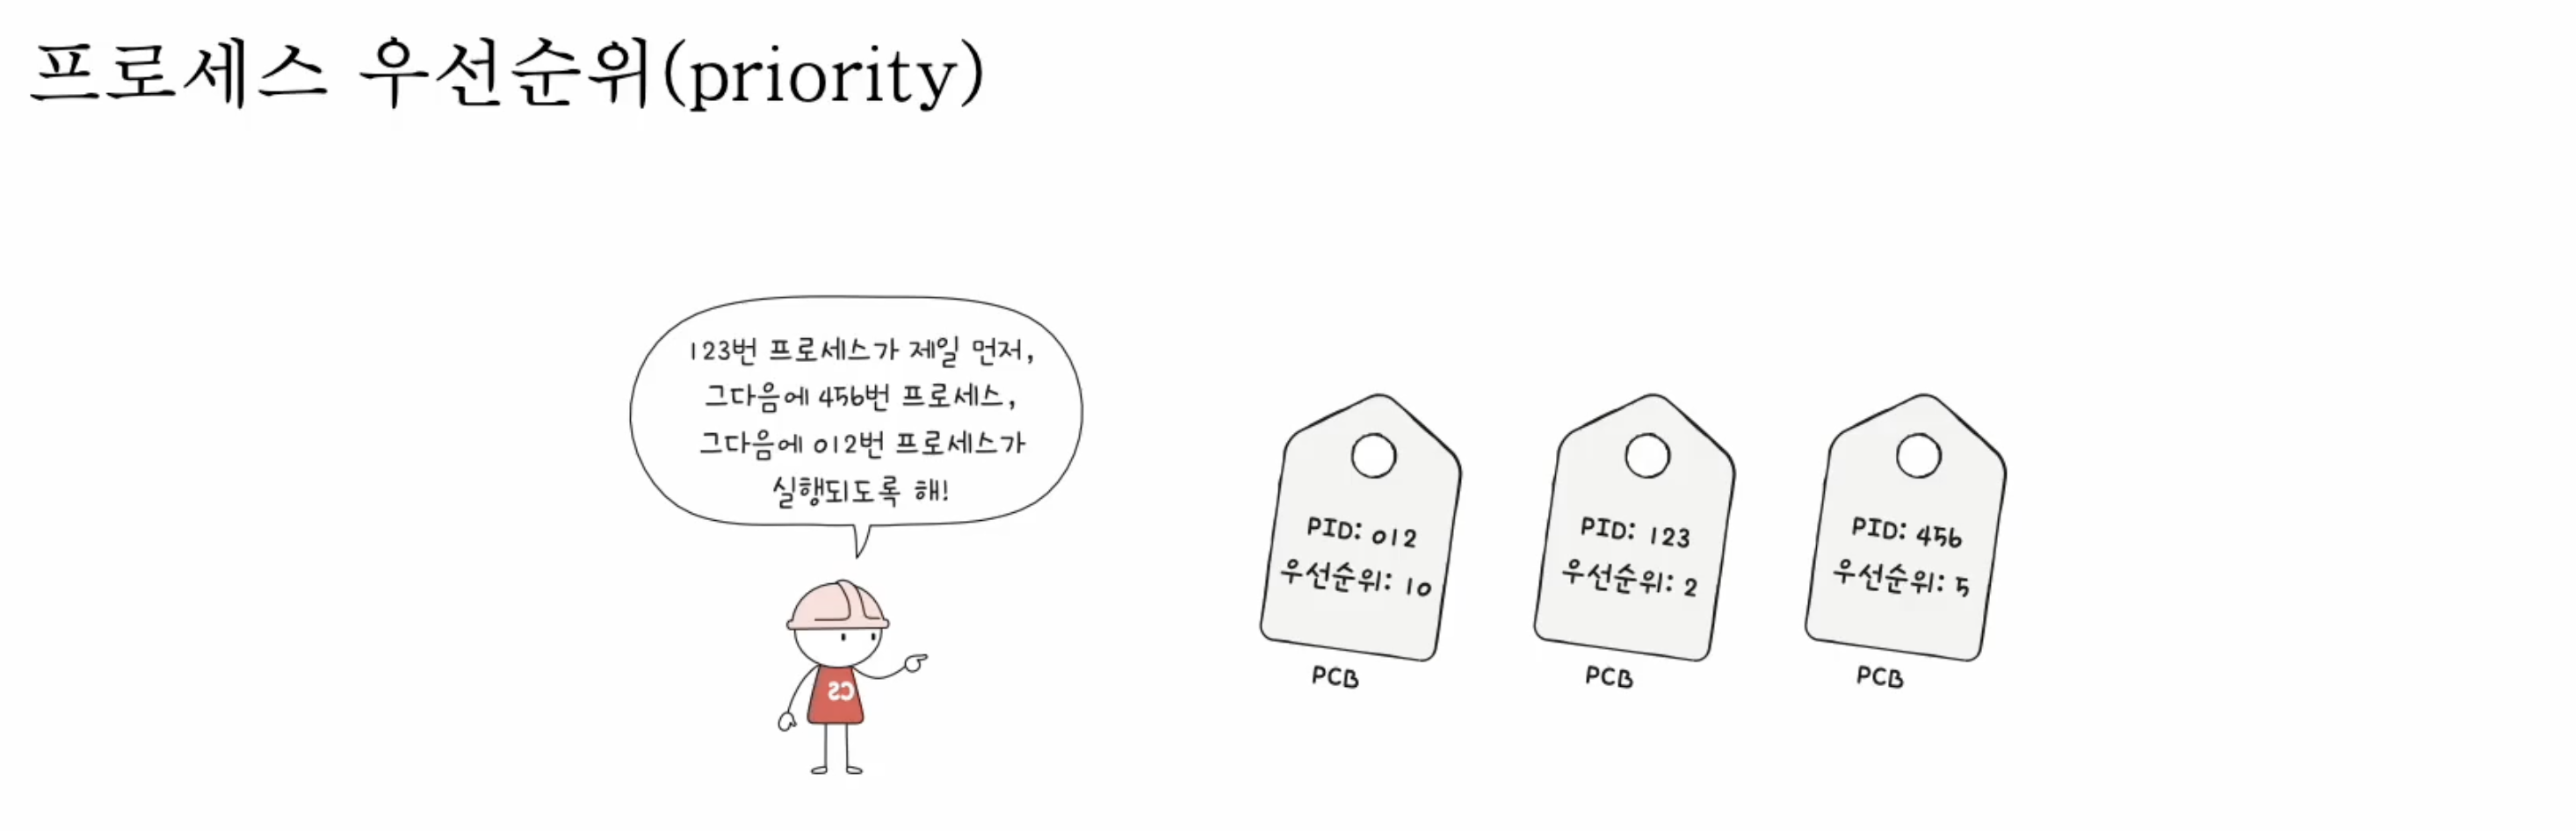 프로세스 우선순위(priority)
123번 프로세스가 제일 먼저,
그다음에 456번 프로세스,
그다음에 012번 프로세스가
실행되도록 해!
CS
PID: 012
우선순위: 10
PCB
PID: 123
우선순위: 2
PCB
PID: 456
우선순위: 5
PCB